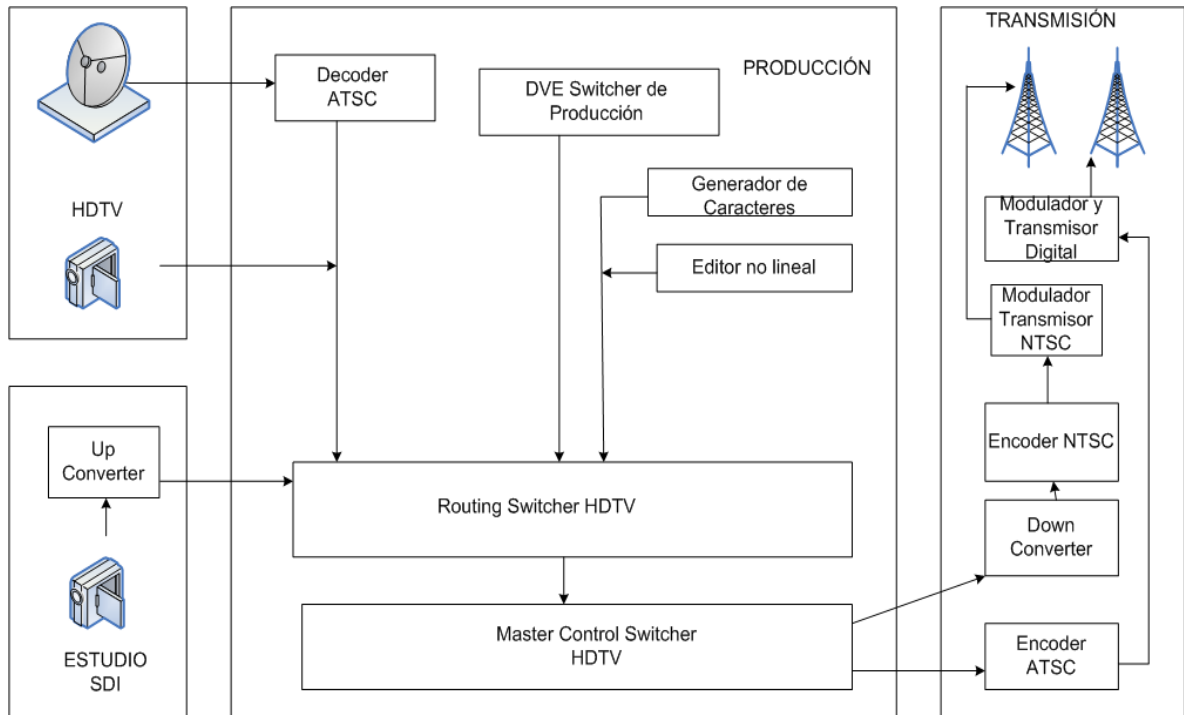 TRANSMISIÓN
PRODUCCIÓN
Decoder
ATSC
DVE Switcher de
Producción
Generador de
Caracteres
Editor no lineal
HDTV
Modulador y
Transmisor
Digital
Modulador
Transmisor
NTSC
Up
Converter
Encoder NTSC
Routing Switcher HDTV
Down
Converter
Master Control Switcher
HDTV
Encoder
ATSC
ESTUDIO
SDI